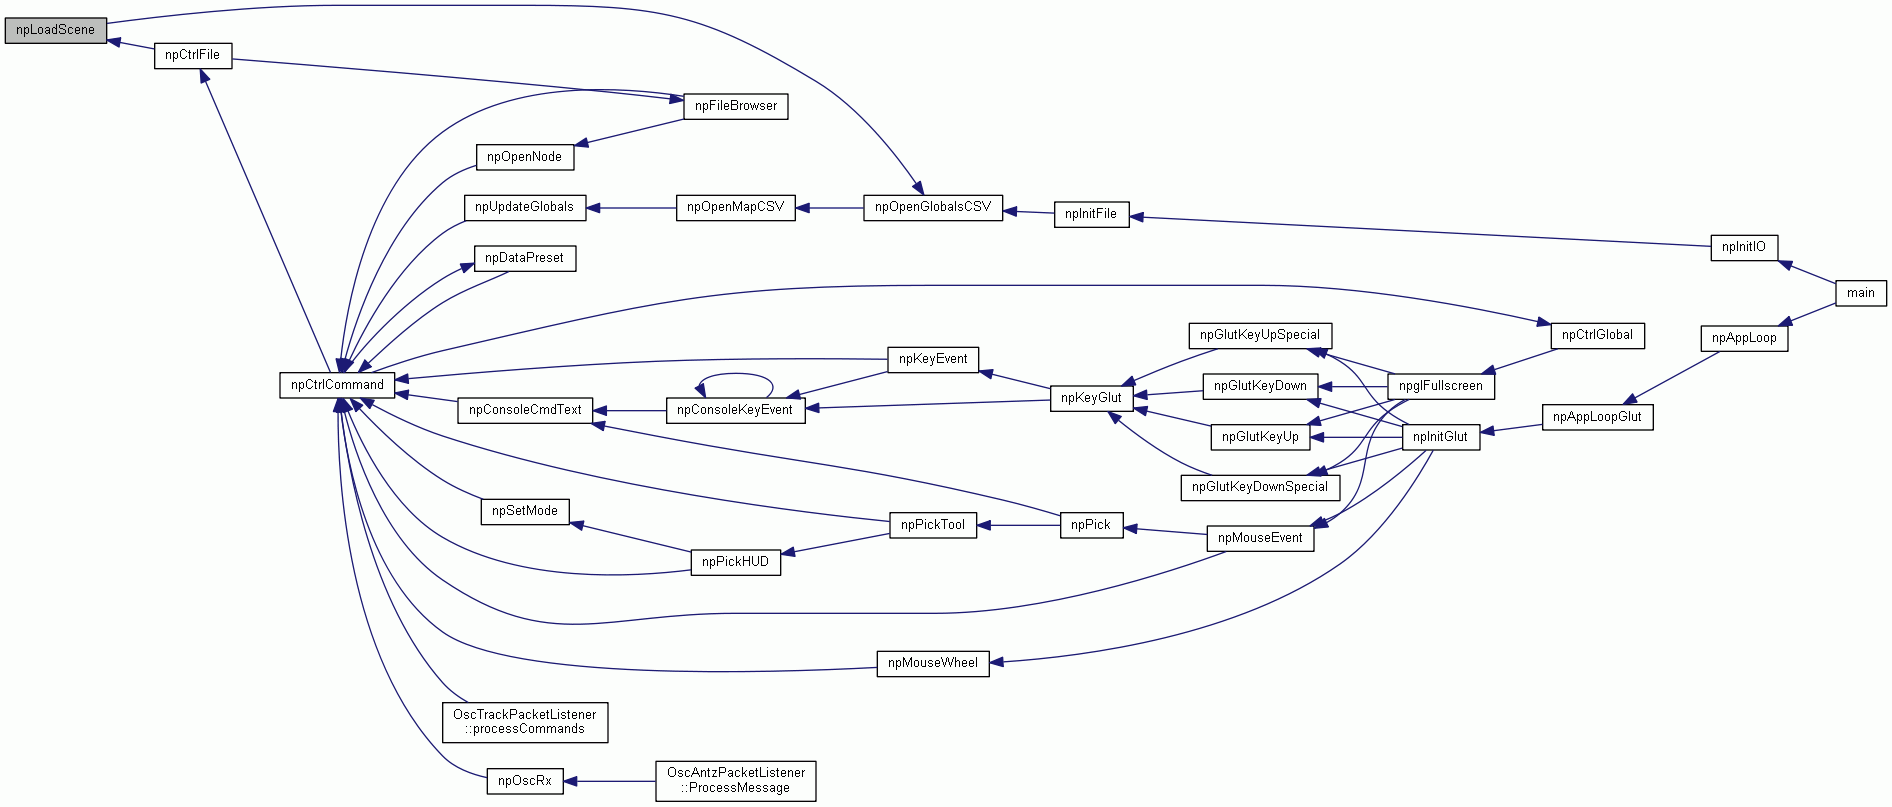 npLoadScene
npCtrlFile
npFileBrowser
npOpenNode
npUpdateGlobals
npOpenMapCSV
npOpenGlobalsCSV
npInitFile
npInitIO
npDataPreset
main
npGlutKeyUpSpecial
npCtrlGlobal
npAppLoop
npKeyEvent
npCtrlCommand
npGlutKeyDown
npglFullscreen
npKeyGlut
npConsoleCmdText
npConsoleKeyEvent
npAppLoopGlut
npGlutKeyUp
npInitGlut
npGlutKeyDownSpecial
npSetMode
npPickTool
npPick
npMouseEvent
npPickHUD
npMouseWheel
OscTrackPacketListener
::processCommands
npOscRx
OscAntzPacketListener
::ProcessMessage